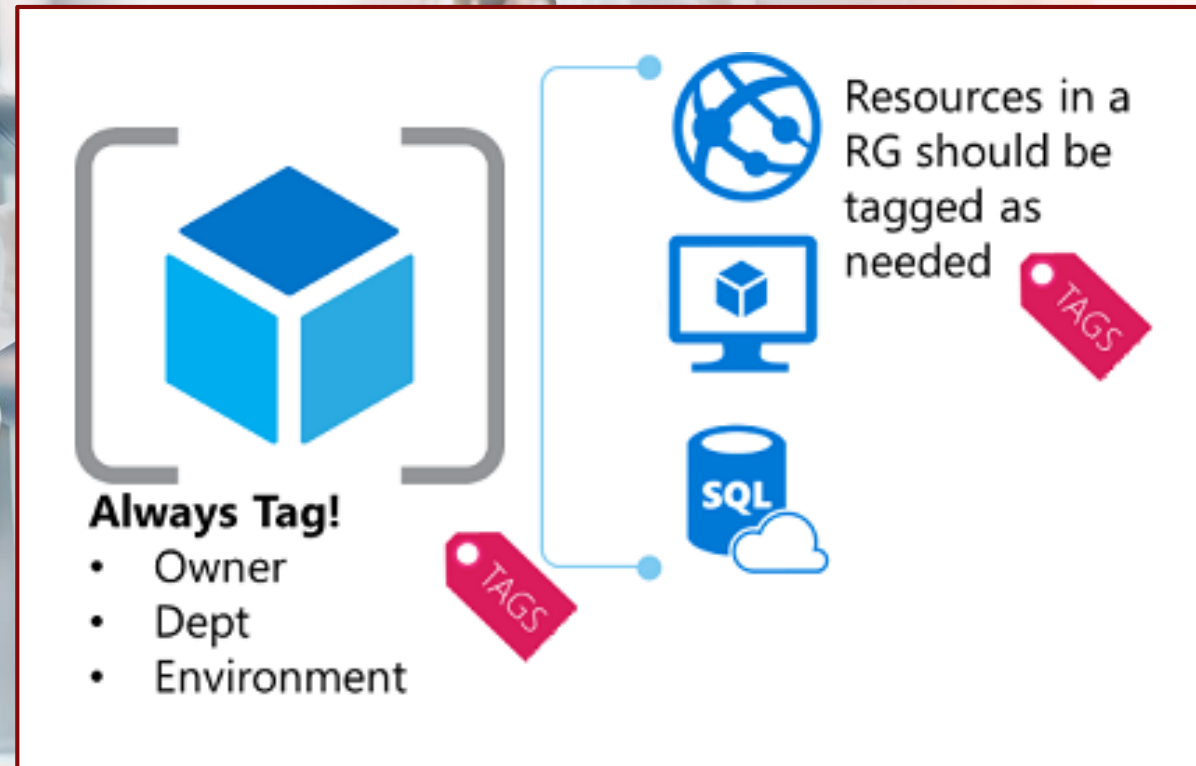 Always Tag!
• Owner
• Dept
• Environment
TAGS
Resources in a
RG should be
tagged as
needed
TAGS
SQL